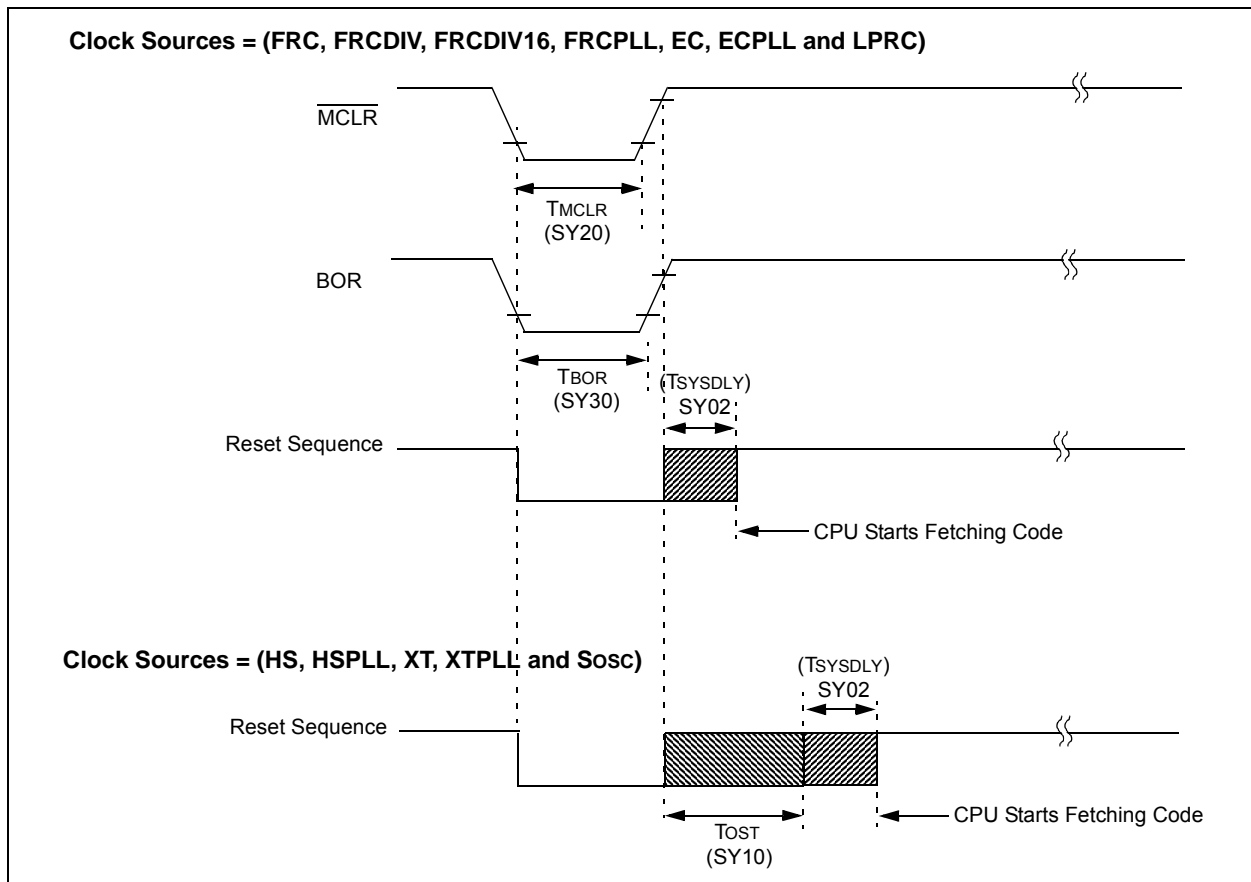 Clock Sources = (FRC, FRCDIV, FRCDIV16, FRCPLL, EC, ECPLL and LPRC)
MCLR
TMCLR
(SY20)
BOR
TBOR
(SY30)
(TSYSDLY)
SY02
Reset Sequence
CPU Starts Fetching Code
Clock Sources = (HS, HSPLL, XT, XTPLL and SOSC)
(TSYSDLY)
SY02
Reset Sequence
CPU Starts Fetching Code
TOST
(SY10)